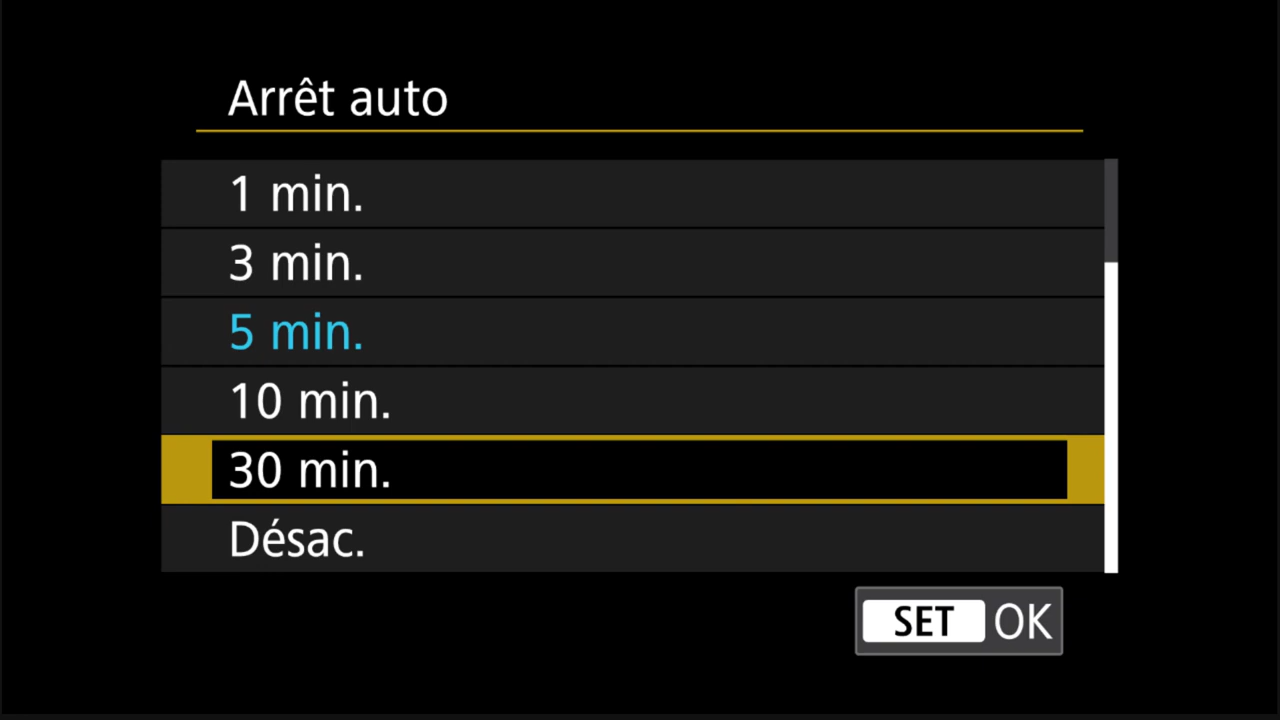 Arrêt auto
1 min.
3 min.
5 min.
10 min.
30 min.
Désac.
SET OK